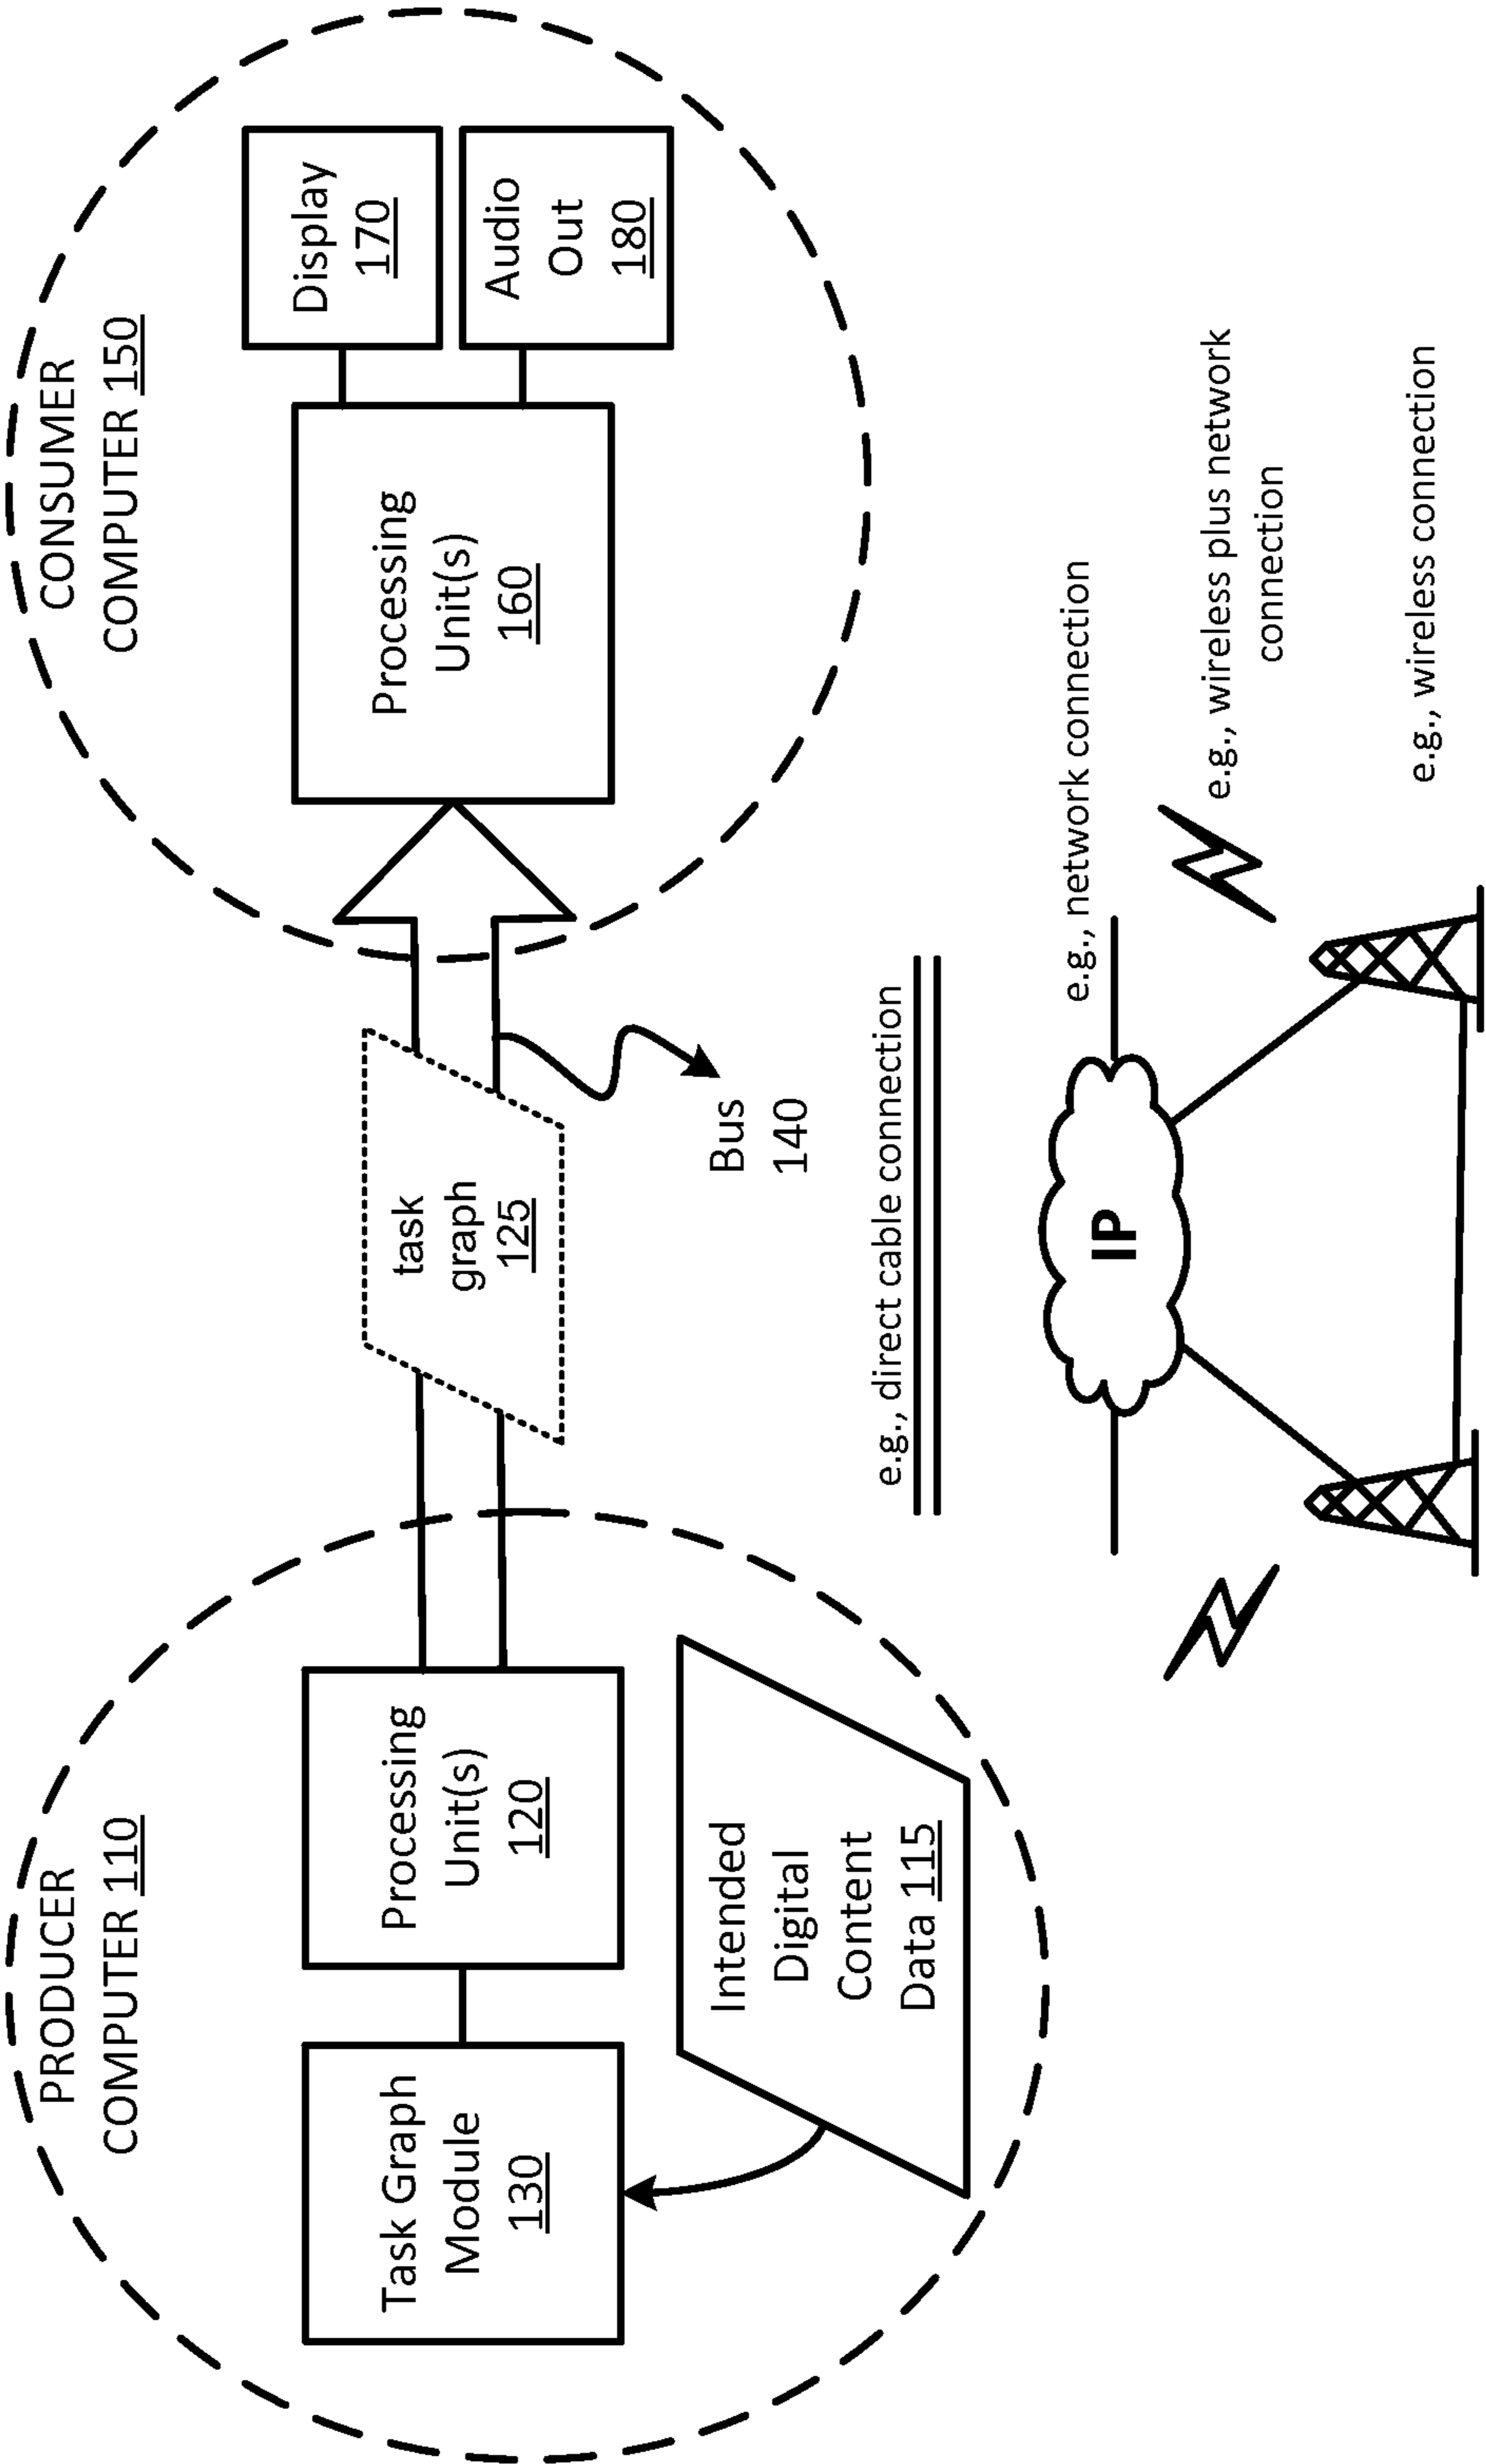 PRODUCER
COMPUTER 110
Task Graph
Module
130
Processing
Unit(s)
120
Intended
Digital
Content
Data 115
task
graph
125
Bus
140
CONSUMER
COMPUTER 150
Processing
Unit(s)
160
Display
170
Audio
Out
180
e.g., direct cable connection
e.g., network connection
IP
e.g., wireless plus network
connection
e.g., wireless connection